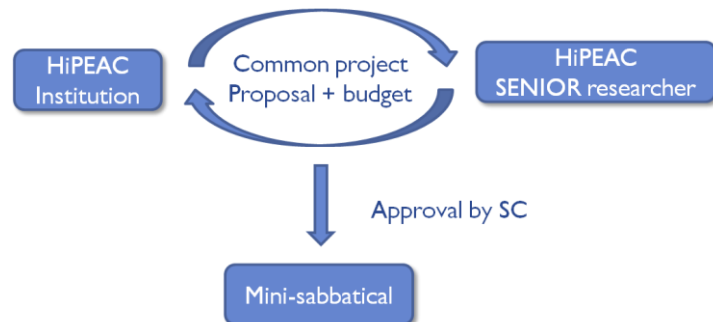 HiPEAC
Institution
Common project
Proposal + budget
HiPEAC
SENIOR researcher
Approval by SC
Mini-sabbatical